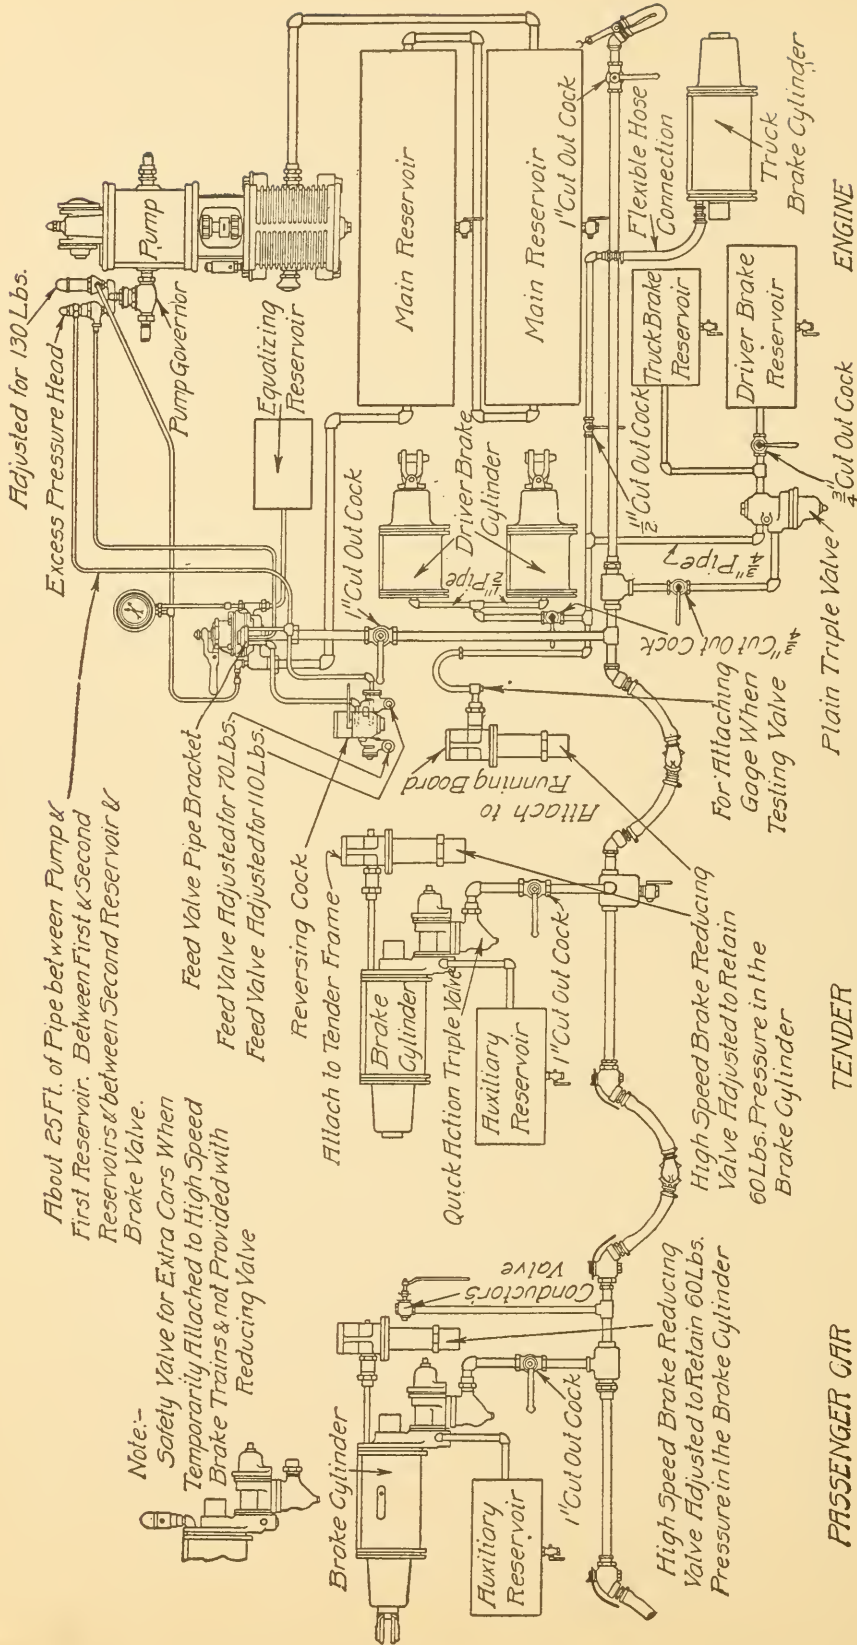 Adjusted for 130 Lbs.
Excess Pressure Head
Pump
Pump Governor
Equalizing
Reservoir
Main Reservoir
Main Reservoir
1" Cut Out Cock
Flexible Hose
Connection
Truck
Brake Cylinder
Truck Brake
Reservoir
Driver Brake
Reservoir
3/4" Cut Out Cock
ENGINE
About 25 Ft. of Pipe between Pump &
First Reservoir. Between First & Second
Reservoirs & between Second Reservoir &
Brake Valve.
Feed Valve Pipe Bracket
Feed Valve Adjusted for 70 Lbs.
Feed Valve Adjusted for 110 Lbs.
Reversing Cock
1" Cut Out Cock
Driver Brake
Cylinder
1/2" Pipe
1/2" Cut Out Cock
3/4" Pipe
3/4" Cut Out Cock
Plain Triple Valve
Attach to
Running Board
For Attaching
Gage When
Testing Valve
Attach to Tender Frame
Brake
Cylinder
Quick Action Triple Valve
Auxiliary
Reservoir
1" Cut Out Cock
High Speed Brake Reducing
Valve Adjusted to Retain
60 Lbs. Pressure in the
Brake Cylinder
TENDER
Note:-
Safety Valve for Extra Cars When
Temporarily Attached to High Speed
Brake Trains & not Provided with
Reducing Valve
Conductor's
Valve
Brake Cylinder
Auxiliary
Reservoir
1" Cut Out Cock
High Speed Brake Reducing
Valve Adjusted to Retain 60 Lbs.
Pressure in the Brake Cylinder
PASSENGER CAR